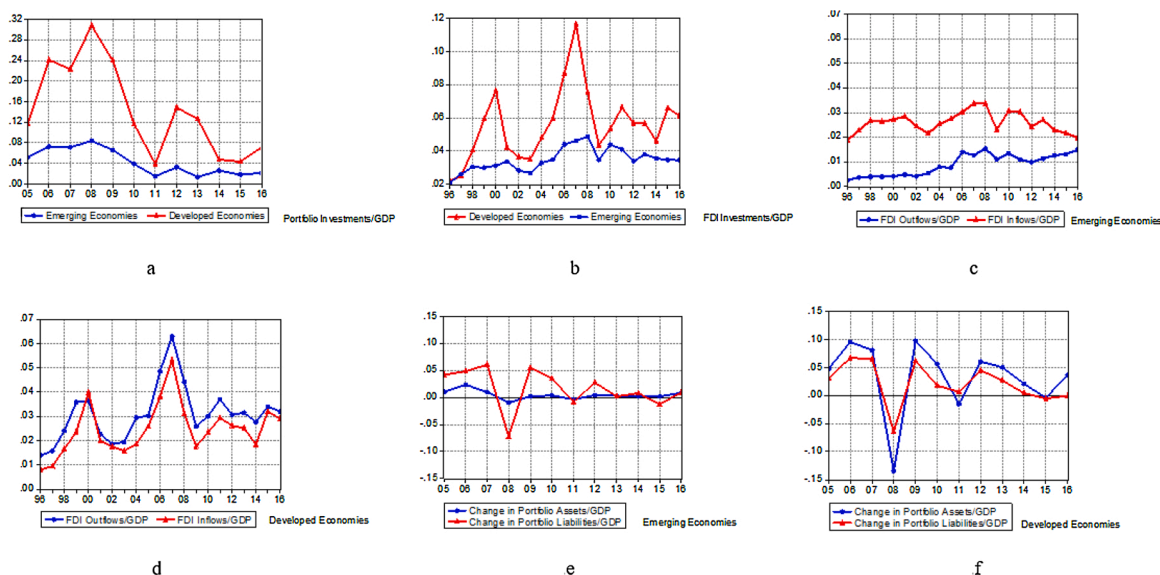 .32
.28
.24
.20
.16
.12
.08
.04
.00
05 06 07 08 09 10 11 12 13 14 15 16
Emerging Economies Developed Economies Portfolio Investments/GDP
a
.12
.10
.08
.06
.04
.02
96 98 00 02 04 06 08 10 12 14 16
Developed Economies Emerging Economies FDI Investments/GDP
b
.07
.06
.05
.04
.03
.02
.01
.00
96 98 00 02 04 06 08 10 12 14 16
FDI Outflows/GDP FDI Inflows/GDP Emerging Economies
c
.07
.06
.05
.04
.03
.02
.01
.00
96 98 00 02 04 06 08 10 12 14 16
FDI Outflows/GDP FDI Inflows/GDP Developed Economies
d
.15
.10
.05
.00
-.05
-.10
-.15
05 06 07 08 09 10 11 12 13 14 15 16
Change in Portfolio Assets/GDP
Change in Portfolio Liabilities/GDP Emerging Economies
e
.15
.10
.05
.00
-.05
-.10
-.15
05 06 07 08 09 10 11 12 13 14 15 16
Change in Portfolio Assets/GDP
Change in Portfolio Liabilities/GDP Developed Economies
.f